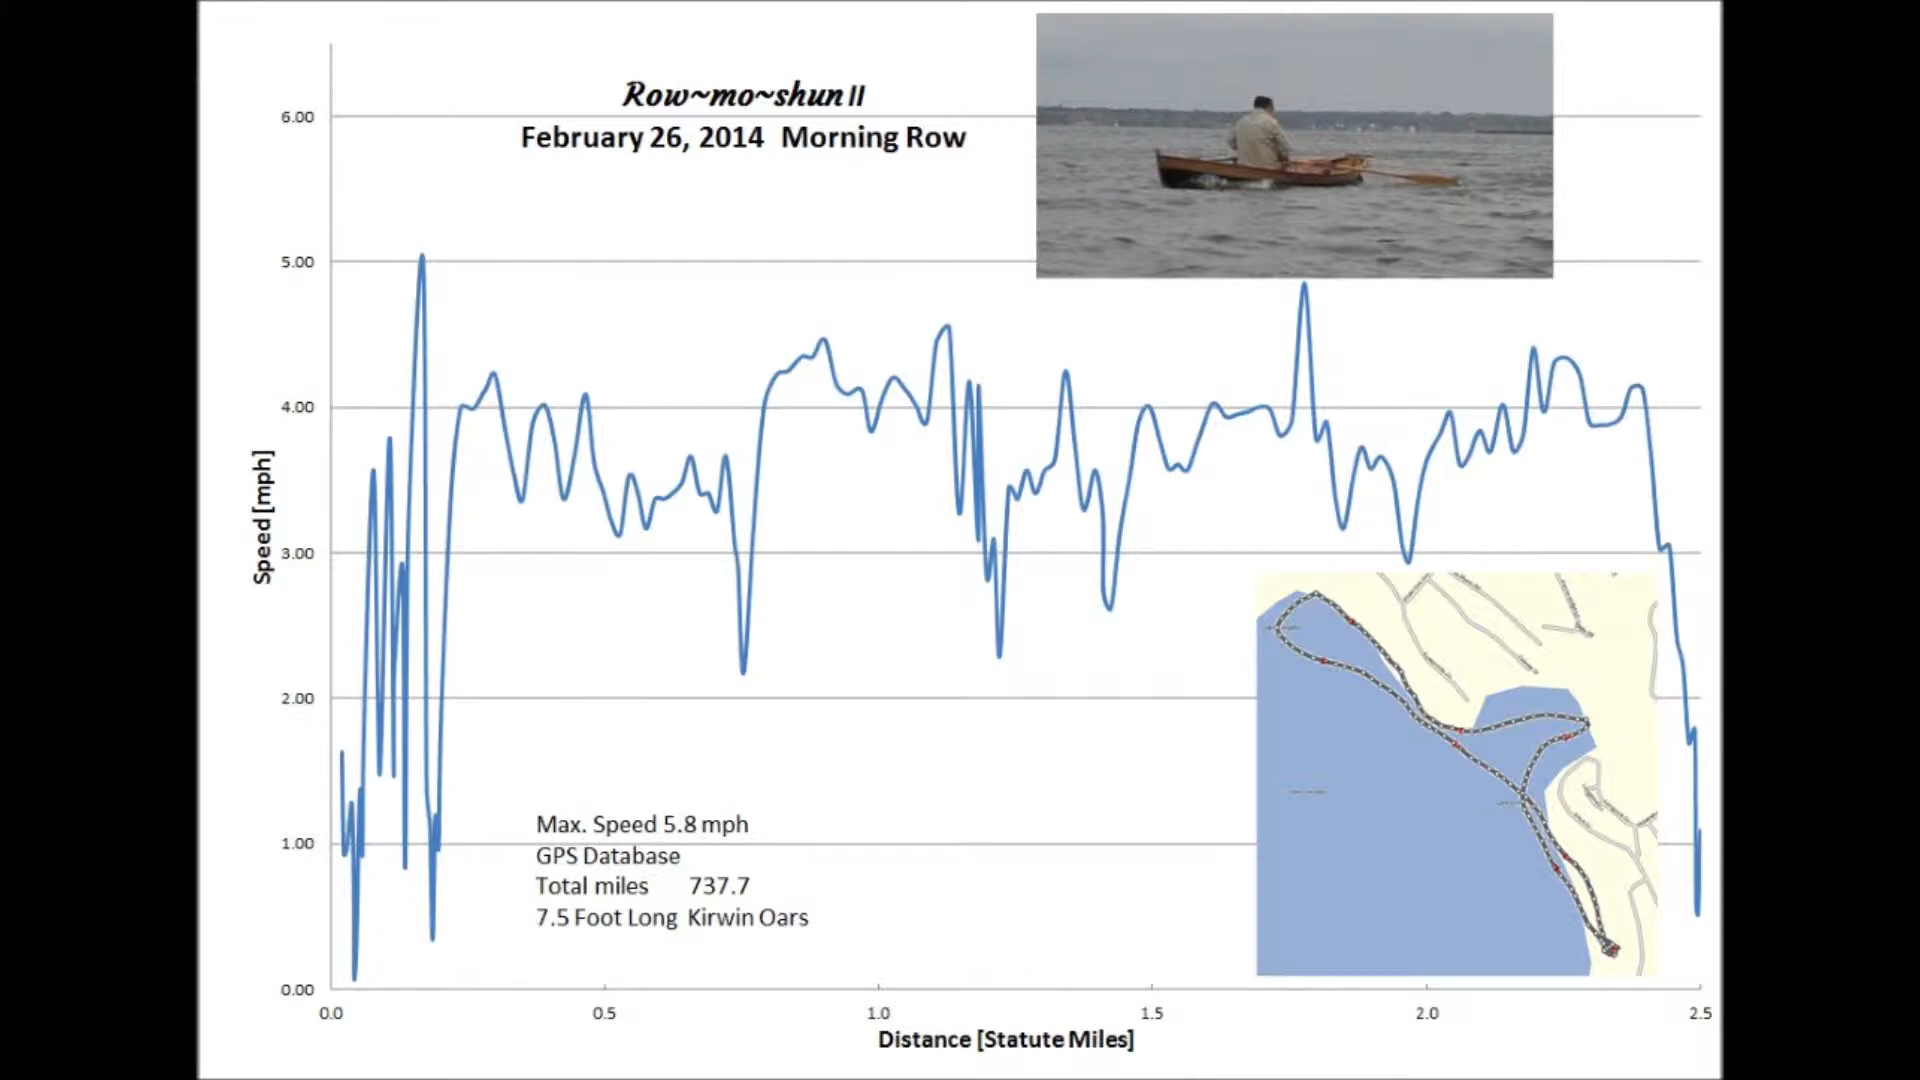 Row~mo~shun II
February 26, 2014 Morning Row
6.00
5.00
4.00
3.00
2.00
1.00
0.00
Speed [mph]
Max. Speed 5.8 mph
GPS Database
Total miles 737.7
7.5 Foot Long Kirwin Oars
0.0 0.5 1.0 1.5 2.0 2.5
Distance [Statute Miles]